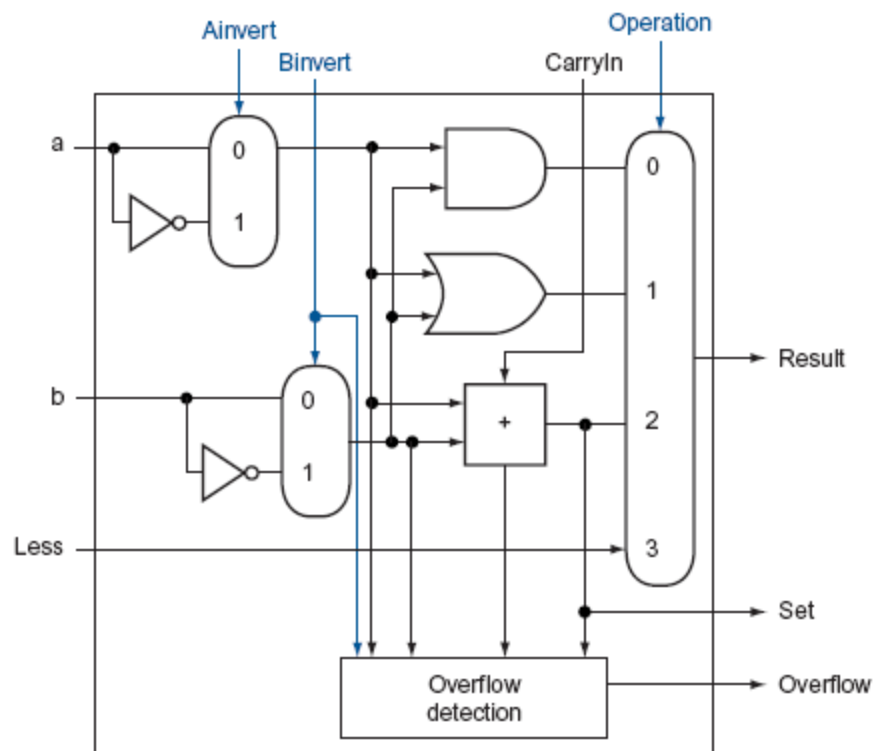 Ainvert
Operation
Binvert
CarryIn
a
0
0
1
1
Result
b
0
+
2
1
Less
3
Set
Overflow
detection
Overflow